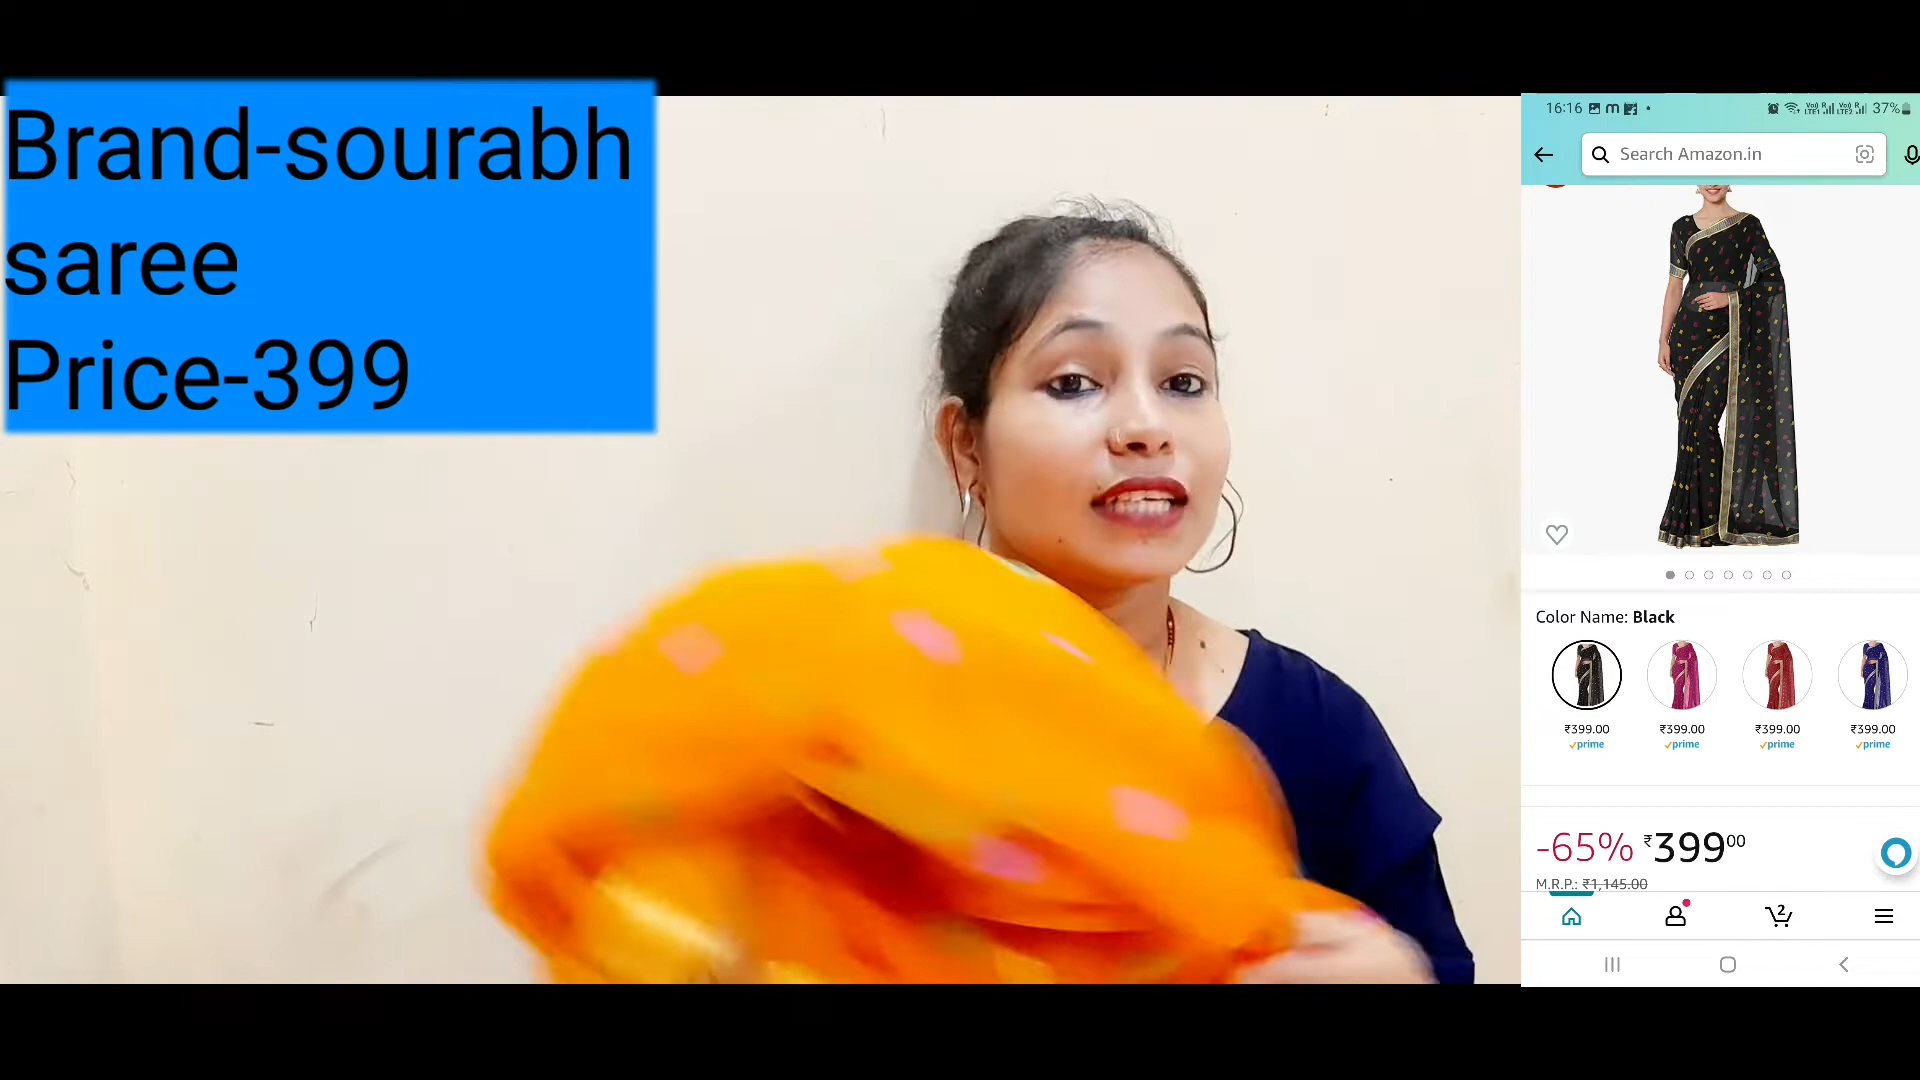 Brand-sourabh
saree
Price-399
16:16
37%
Search Amazon.in
Color Name: Black
₹399.00
prime
₹399.00
prime
₹399.00
prime
₹399.00
prime
-65% ₹39900
M.R.P.: ₹1,145.00
2